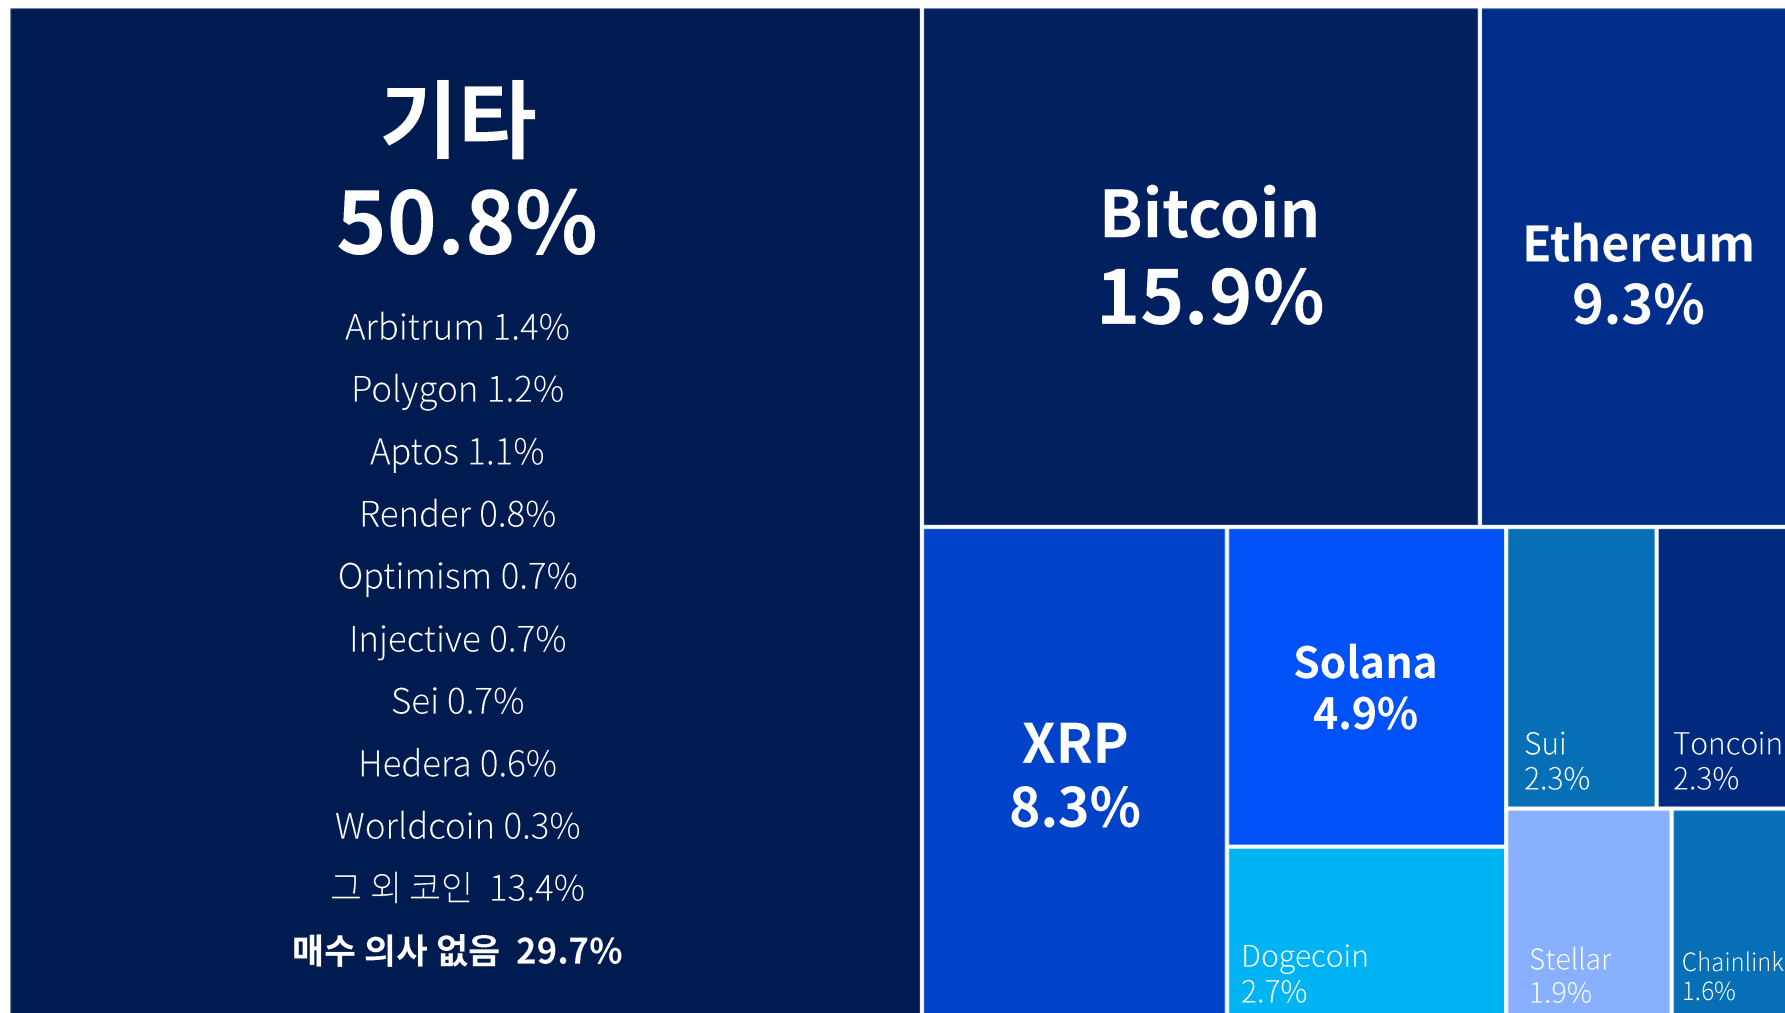 기타
50.8%
Arbitrum 1.4%
Polygon 1.2%
Aptos 1.1%
Render 0.8%
Optimism 0.7%
Injective 0.7%
Sei 0.7%
Hedera 0.6%
Worldcoin 0.3%
그 외 코인 13.4%
매수 의사 없음 29.7%
Bitcoin
15.9%
Ethereum
9.3%
XRP
8.3%
Solana
4.9%
Dogecoin
2.7%
Sui
2.3%
Toncoin
2.3%
Stellar
1.9%
Chainlink
1.6%